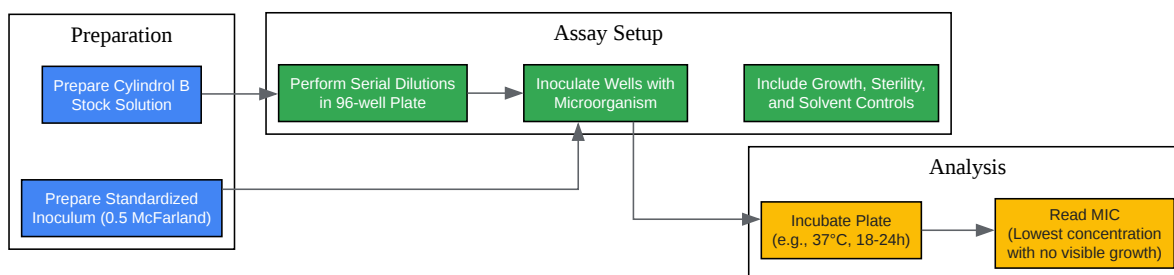 Preparation
Prepare Cylindrol B
Stock Solution
Prepare Standardized
Inoculum (0.5 McFarland)
Assay Setup
Perform Serial Dilutions
in 96-well Plate
Inoculate Wells with
Microorganism
Include Growth, Sterility,
and Solvent Controls
Analysis
Incubate Plate
(e.g., 37°C, 18-24h)
Read MIC
(Lowest concentration
with no visible growth)